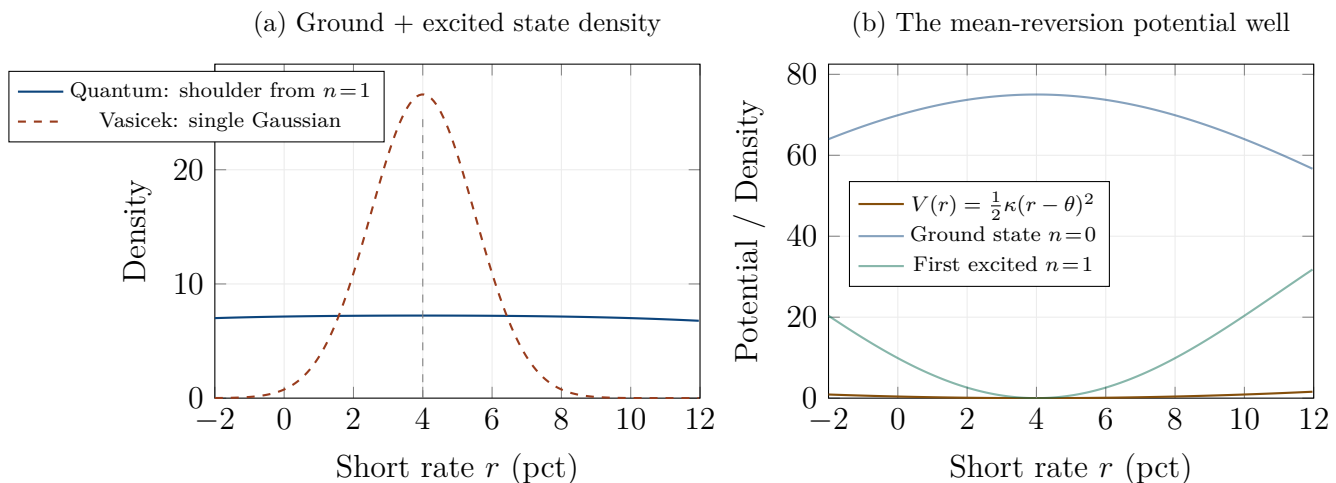 (a) Ground + excited state density
Quantum: shoulder from n=1
Vasicek: single Gaussian
Density
20
10
0
−2 0 2 4 6 8 10 12
Short rate r (pct)
(b) The mean-reversion potential well
V(r) = ½κ(r − θ)²
Ground state n=0
First excited n=1
Potential / Density
80
60
40
20
0
−2 0 2 4 6 8 10 12
Short rate r (pct)